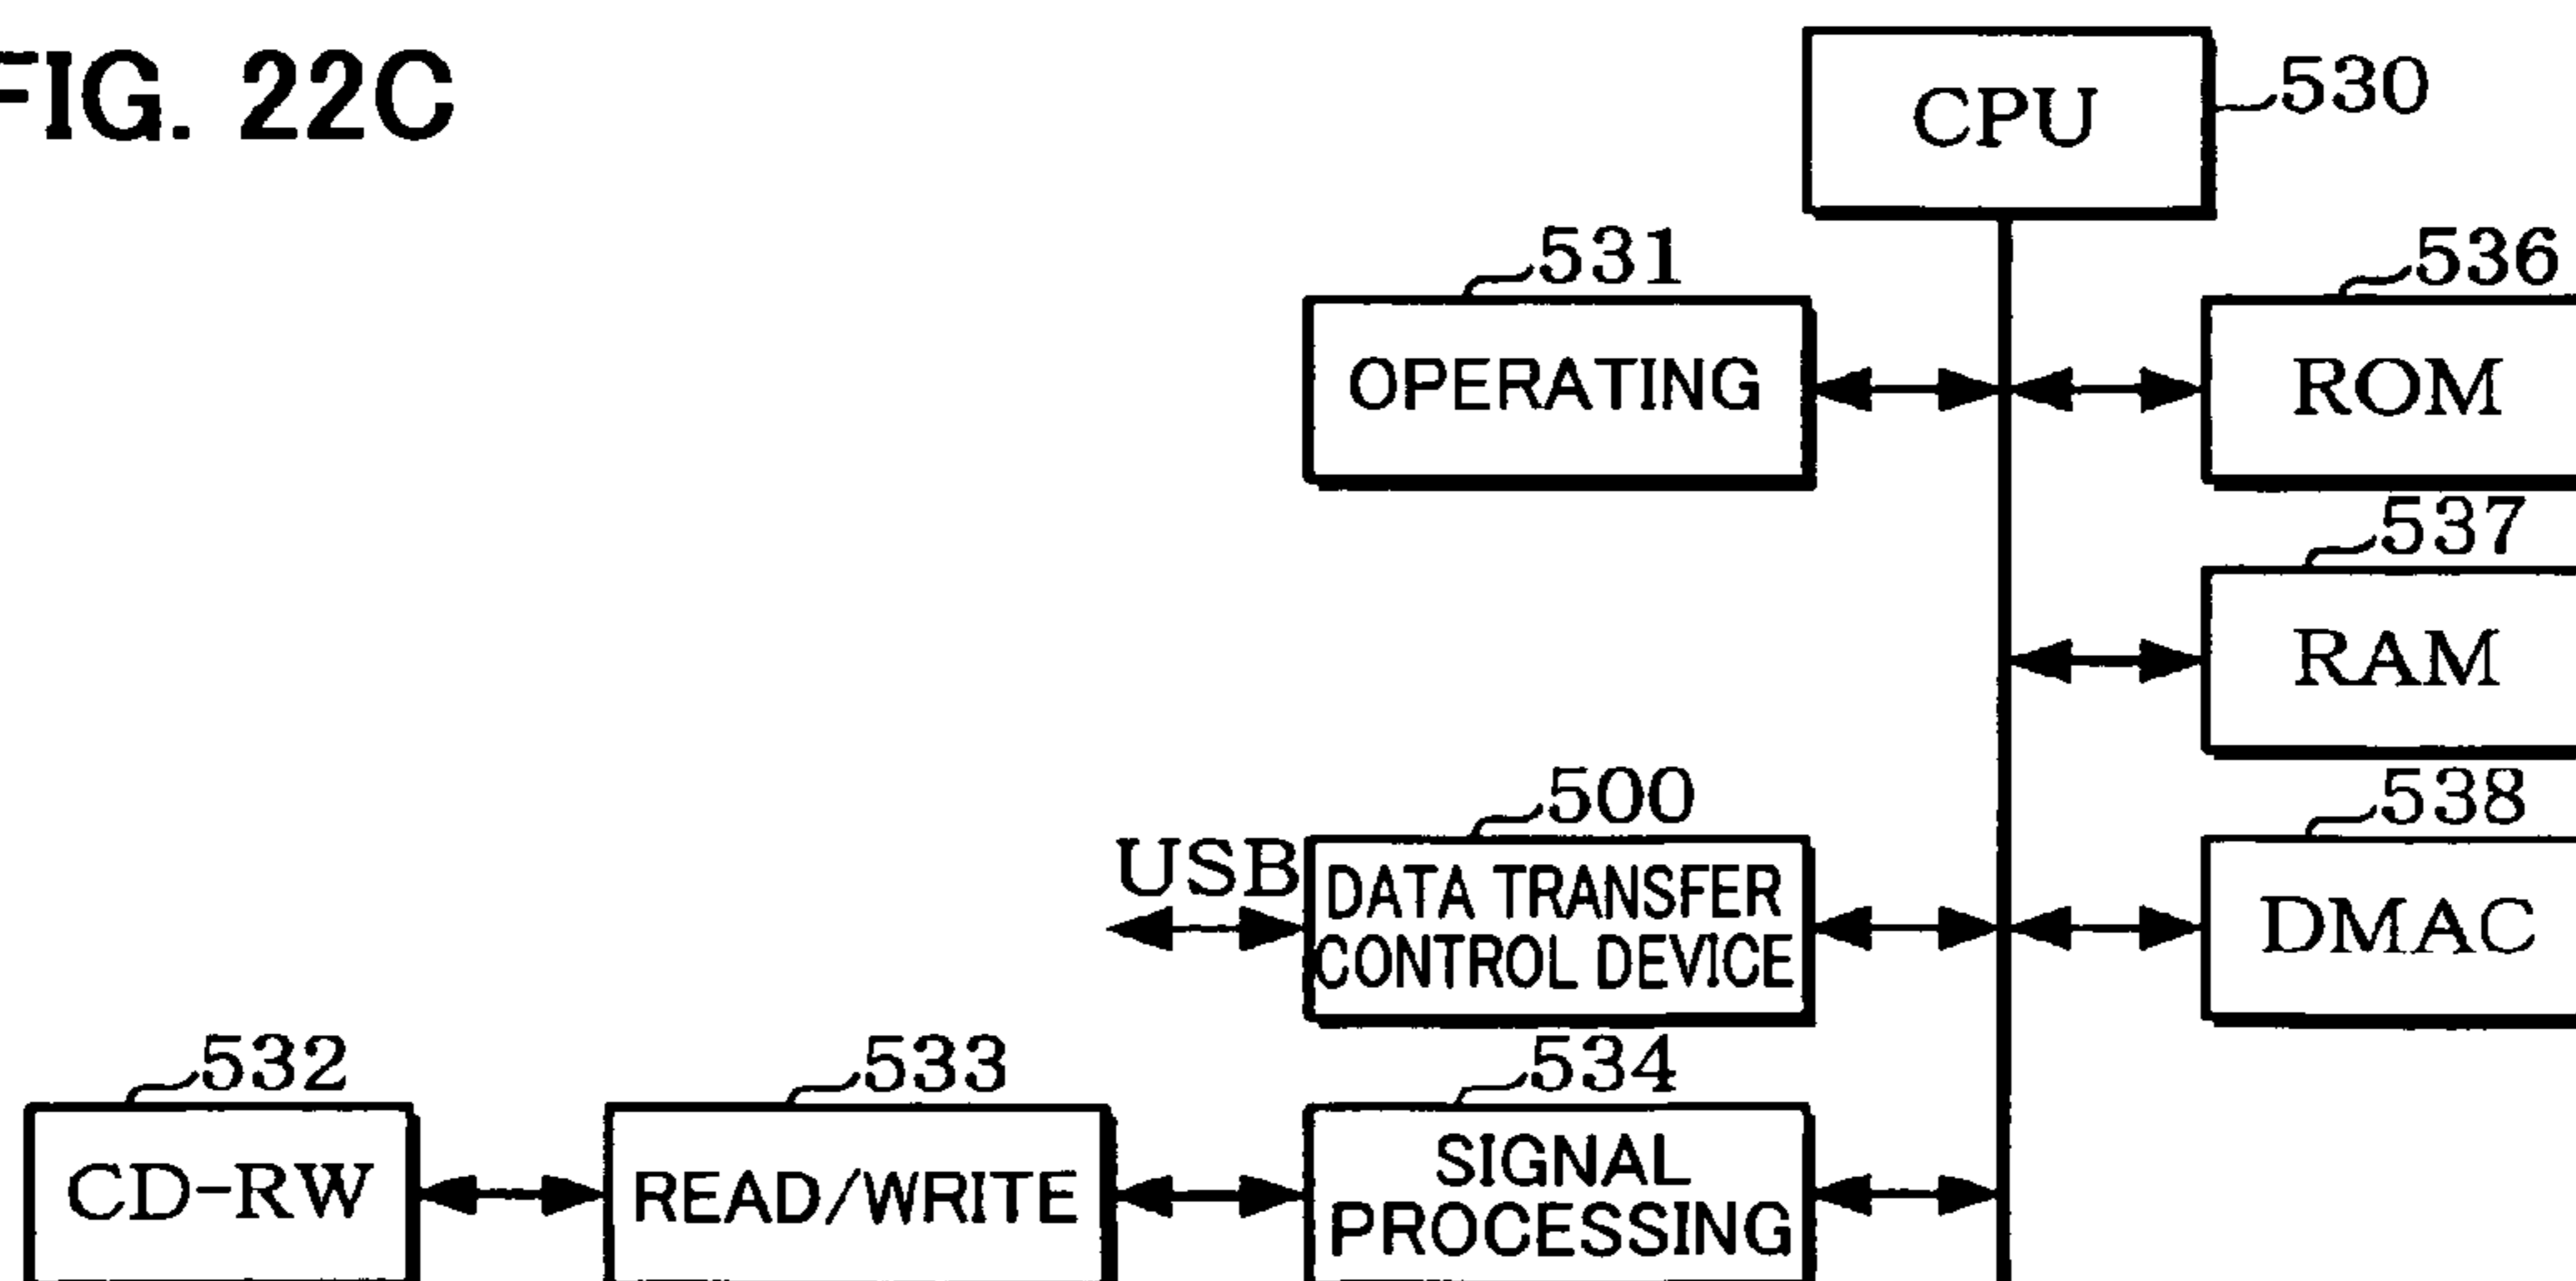 FIG. 22C
CPU
530
531
OPERATING
536
ROM
537
RAM
500
USB
DATA TRANSFER
CONTROL DEVICE
538
DMAC
532
CD-RW
533
READ/WRITE
534
SIGNAL
PROCESSING